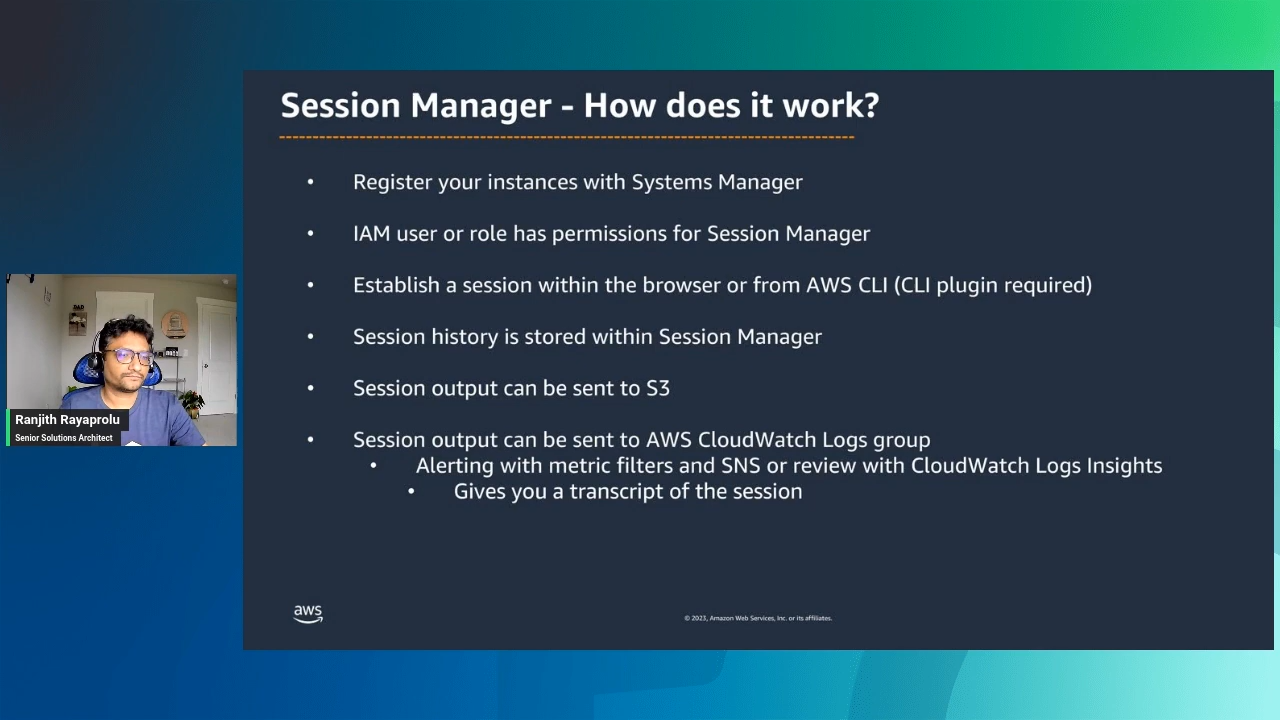 Session Manager - How does it work?
• Register your instances with Systems Manager
• IAM user or role has permissions for Session Manager
• Establish a session within the browser or from AWS CLI (CLI plugin required)
• Session history is stored within Session Manager
• Session output can be sent to S3
• Session output can be sent to AWS CloudWatch Logs group
• Alerting with metric filters and SNS or review with CloudWatch Logs Insights
• Gives you a transcript of the session
DAD
Ranjith Rayaprolu
Senior Solutions Architect
aws
© 2023, Amazon Web Services, Inc. or its affiliates.